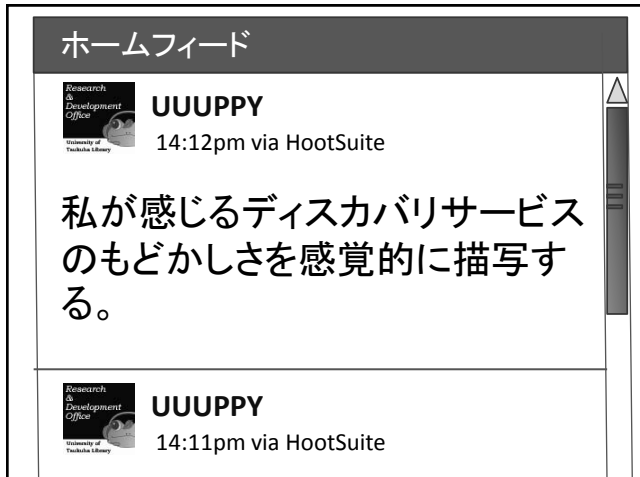 ホームフィード
Research
&
Development
Office
University of
Tsukuba Library
UUUPPY
14:12pm via HootSuite
私が感じるディスカバリサービス
のもどかしさを感覚的に描写す
る。
Research
&
Development
Office
University of
Tsukuba Library
UUUPPY
14:11pm via HootSuite